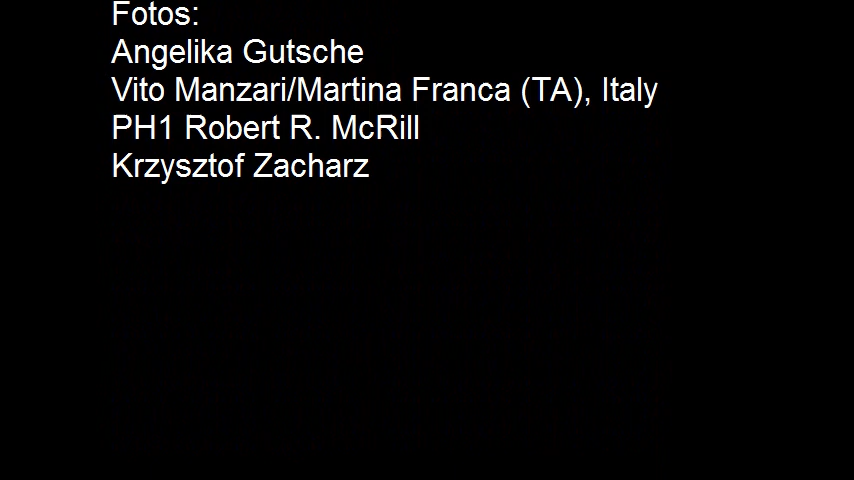 Fotos:
Angelika Gutsche
Vito Manzari/Martina Franca (TA), Italy
PH1 Robert R. McRill
Krzysztof Zacharz